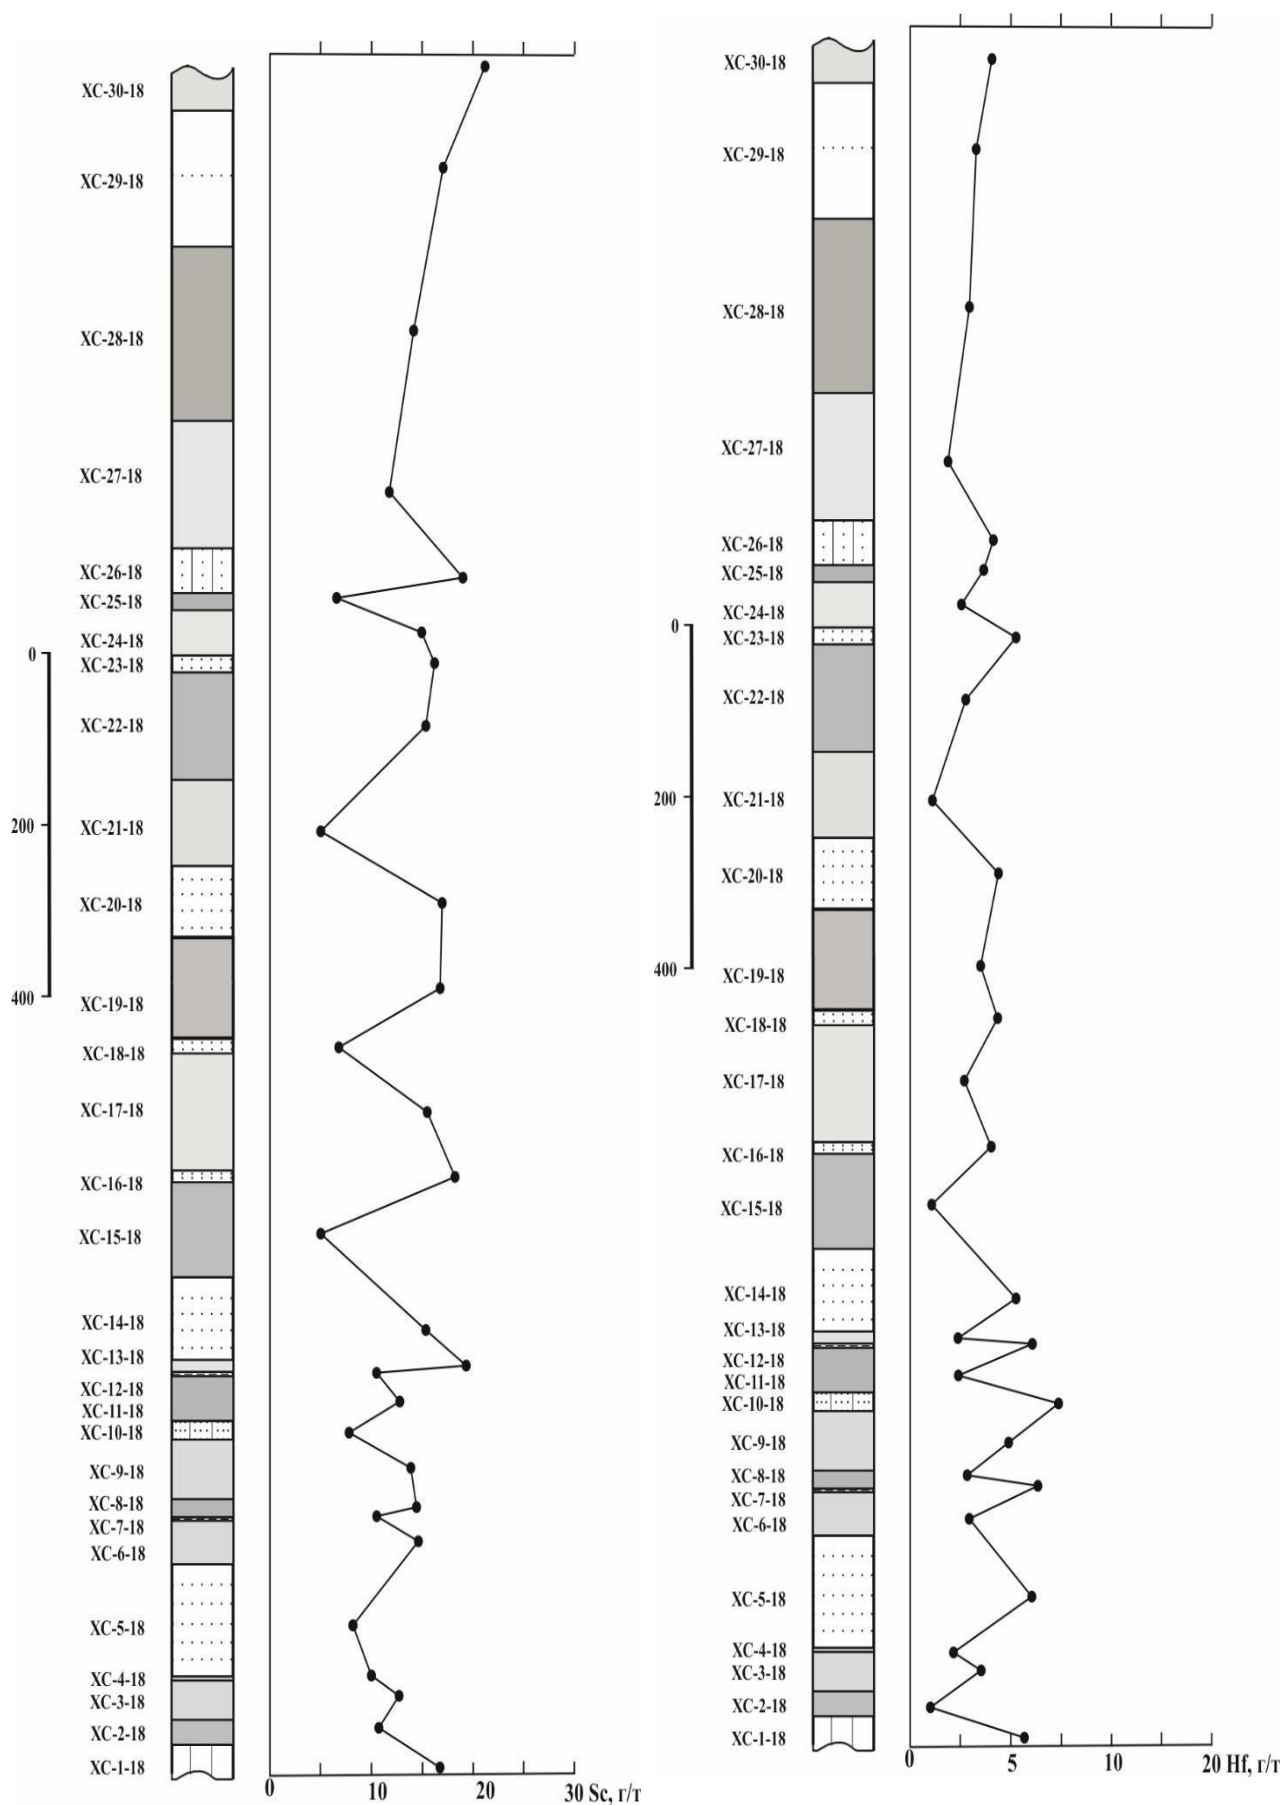 XC-30-18
XC-29-18
XC-28-18
XC-27-18
XC-26-18
XC-25-18
XC-24-18
0
XC-23-18
XC-22-18
200
XC-21-18
XC-20-18
400
XC-19-18
XC-18-18
XC-17-18
XC-16-18
XC-15-18
XC-14-18
XC-13-18
XC-12-18
XC-11-18
XC-10-18
XC-9-18
XC-8-18
XC-7-18
XC-6-18
XC-5-18
XC-4-18
XC-3-18
XC-2-18
XC-1-18
0 10 20 30 Sc, г/т
XC-30-18
XC-29-18
XC-28-18
XC-27-18
XC-26-18
XC-25-18
XC-24-18
0
XC-23-18
XC-22-18
200
XC-21-18
XC-20-18
400
XC-19-18
XC-18-18
XC-17-18
XC-16-18
XC-15-18
XC-14-18
XC-13-18
XC-12-18
XC-11-18
XC-10-18
XC-9-18
XC-8-18
XC-7-18
XC-6-18
XC-5-18
XC-4-18
XC-3-18
XC-2-18
XC-1-18
0 5 10 20 Hf, г/т